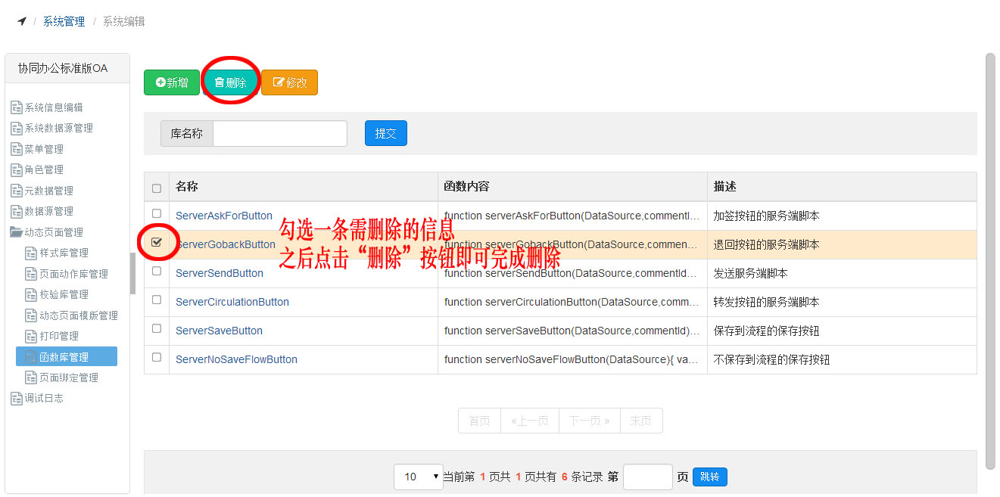 / 系统管理 / 系统编辑
协同办公标准版OA
系统信息编辑
系统数据源管理
菜单管理
角色管理
元数据管理
数据源管理
动态页面管理
样式库管理
页面动作库管理
校验库管理
动态页面模版管理
打印管理
函数库管理
页面绑定管理
调试日志
新增 删除 修改
库名称 提交
名称 函数内容 描述
ServerAskForButton function serverAskForButton(DataSource,commentI... 加签按钮的服务端脚本
ServerGobackButton function serverGobackButton(DataSource,commen... 退回按钮的服务端脚本
ServerSendButton function serverSendButton(DataSource,commentId... 发送服务端脚本
ServerCirculationButton function serverCirculationButton(DataSource,comm... 转发按钮的服务端脚本
ServerSaveButton function serverSaveButton(DataSource,commentId)... 保存到流程的保存按钮
ServerNoSaveFlowButton function serverNoSaveFlowButton(DataSource){ va... 不保存到流程的保存按钮
勾选一条需删除的信息
之后点击“删除”按钮即可完成删除
首页 «上一页 下一页 » 末页
10 当前第 1 页共 1 页共有 6 条记录 第 页 跳转